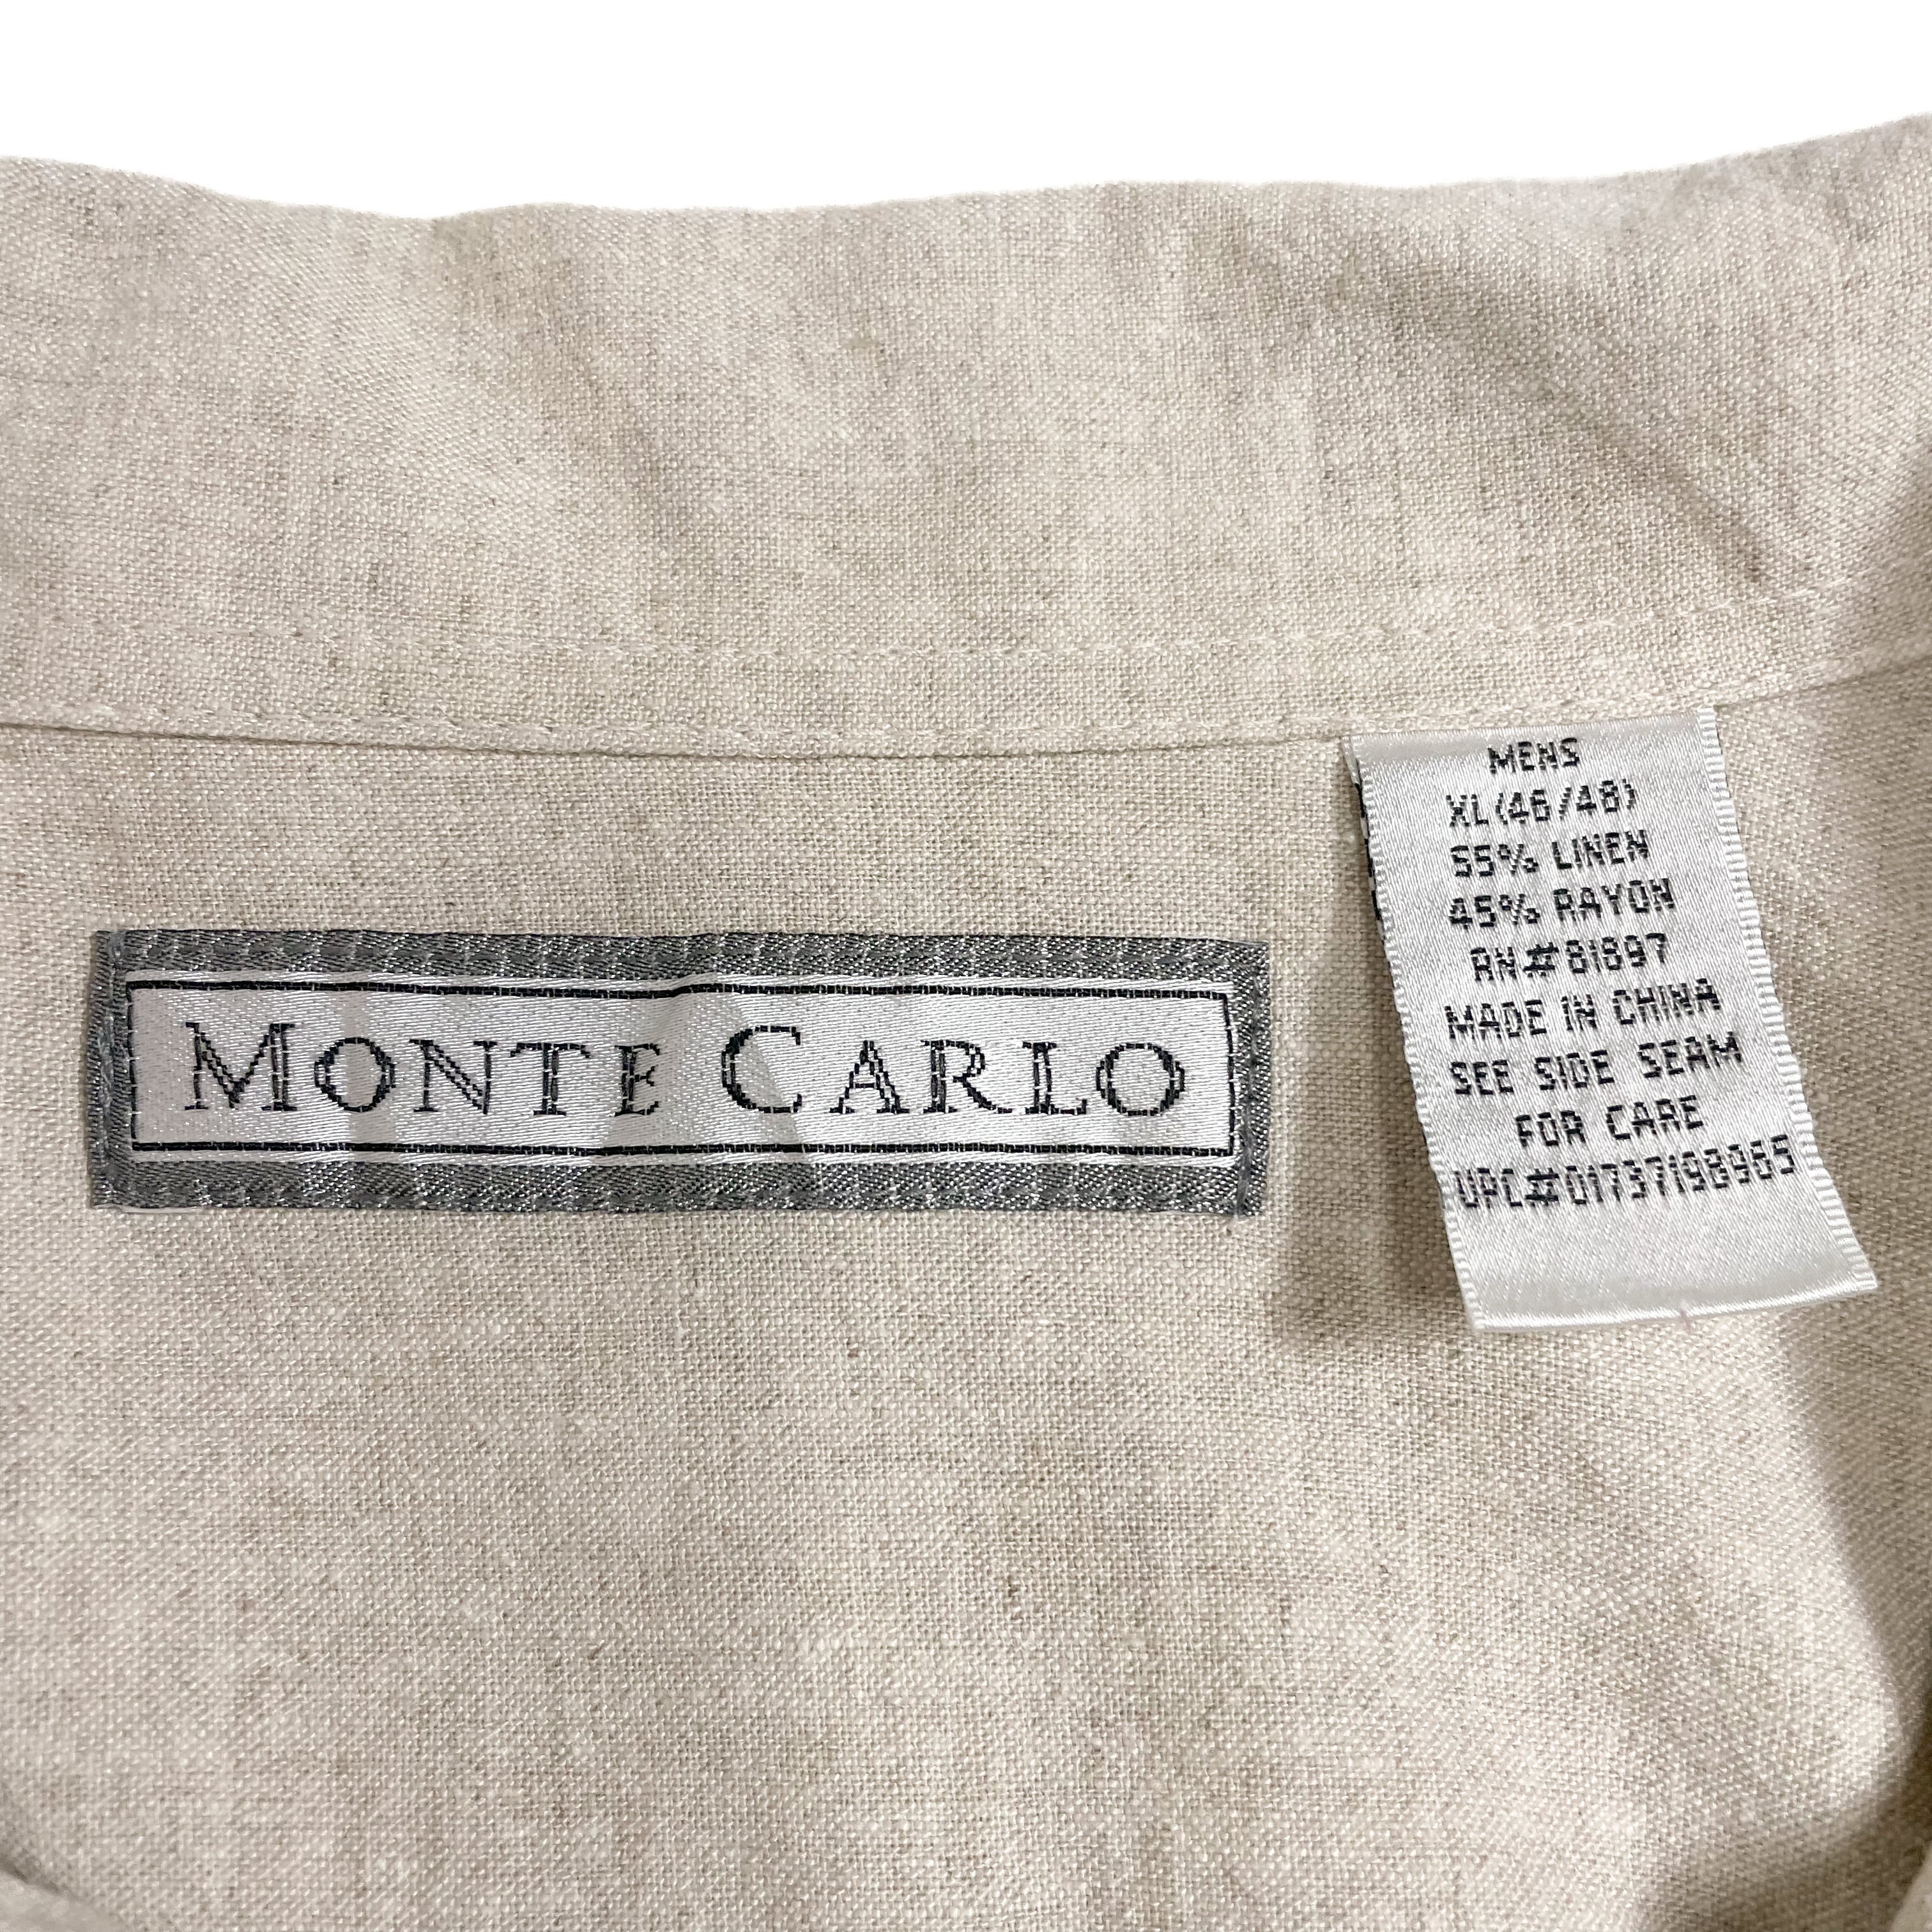 MONTE CARLO
MENS
XL(46/48)
55% LINEN
45% RAYON
RN#81897
MADE IN CHINA
SEE SIDE SEAM
FOR CARE
UPC#01737198965